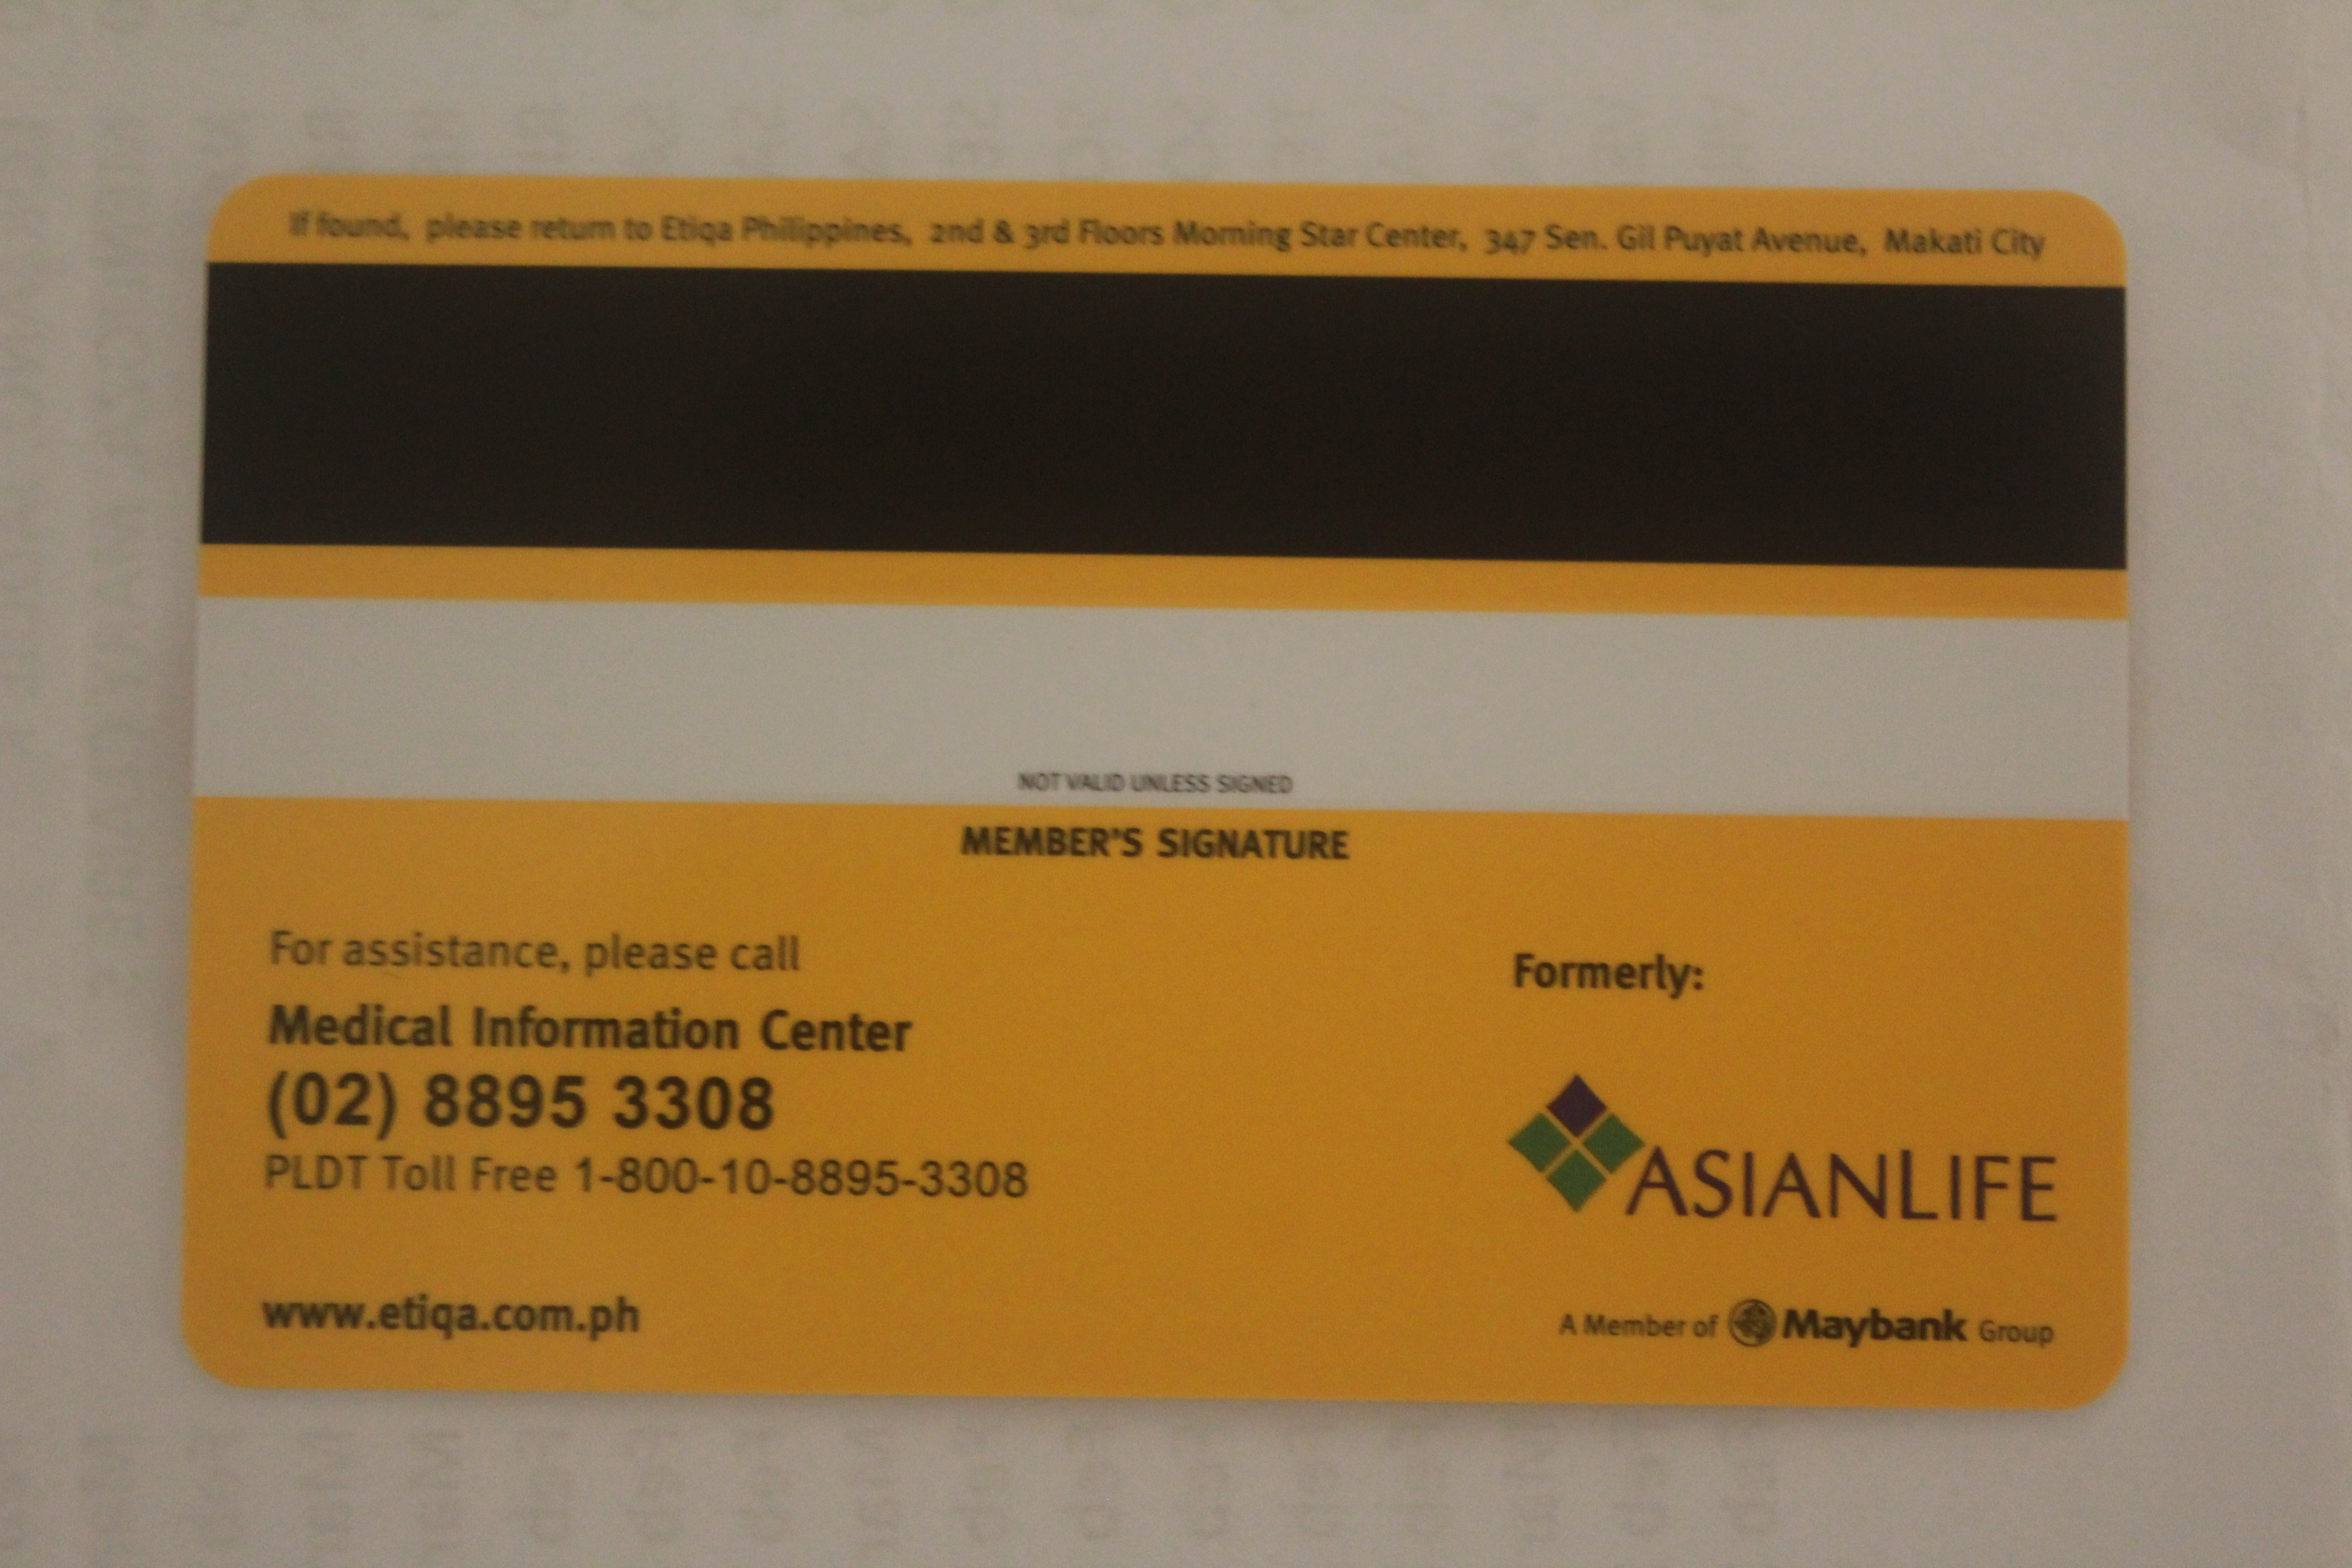 If found, please return to Etiqa Philippines, 2nd & 3rd Floors Morning Star Center, 347 Sen. Gil Puyat Avenue, Makati City
NOT VALID UNLESS SIGNED
MEMBER'S SIGNATURE
For assistance, please call
Medical Information Center
(02) 8895 3308
PLDT Toll Free 1-800-10-8895-3308
www.etiqa.com.ph
Formerly:
ASIANLIFE
A Member of Maybank Group